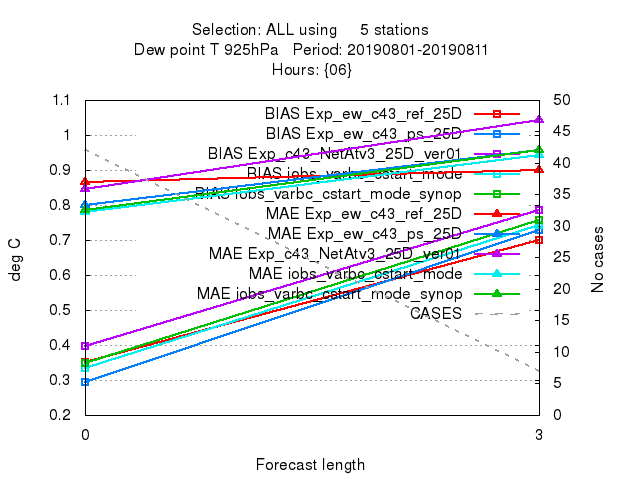 Selection: ALL using 5 stations
Dew point T 925hPa Period: 20190801-20190811
Hours: {06}
1.1
1
0.9
0.8
0.7
0.6
0.5
0.4
0.3
0.2
deg C
BIAS Exp_ew_c43_ref_25D
BIAS Exp_ew_c43_ps_25D
BIAS Exp_c43_NetAtv3_25D_ver01
BIAS iobs_varbc_cstart_mode
BIAS iobs_varbc_cstart_mode_synop
MAE Exp_ew_c43_ref_25D
MAE Exp_ew_c43_ps_25D
MAE Exp_c43_NetAtv3_25D_ver01
MAE iobs_varbc_cstart_mode
MAE iobs_varbc_cstart_mode_synop
CASES
50
45
40
35
30
25
20
15
10
5
0
No cases
0
3
Forecast length